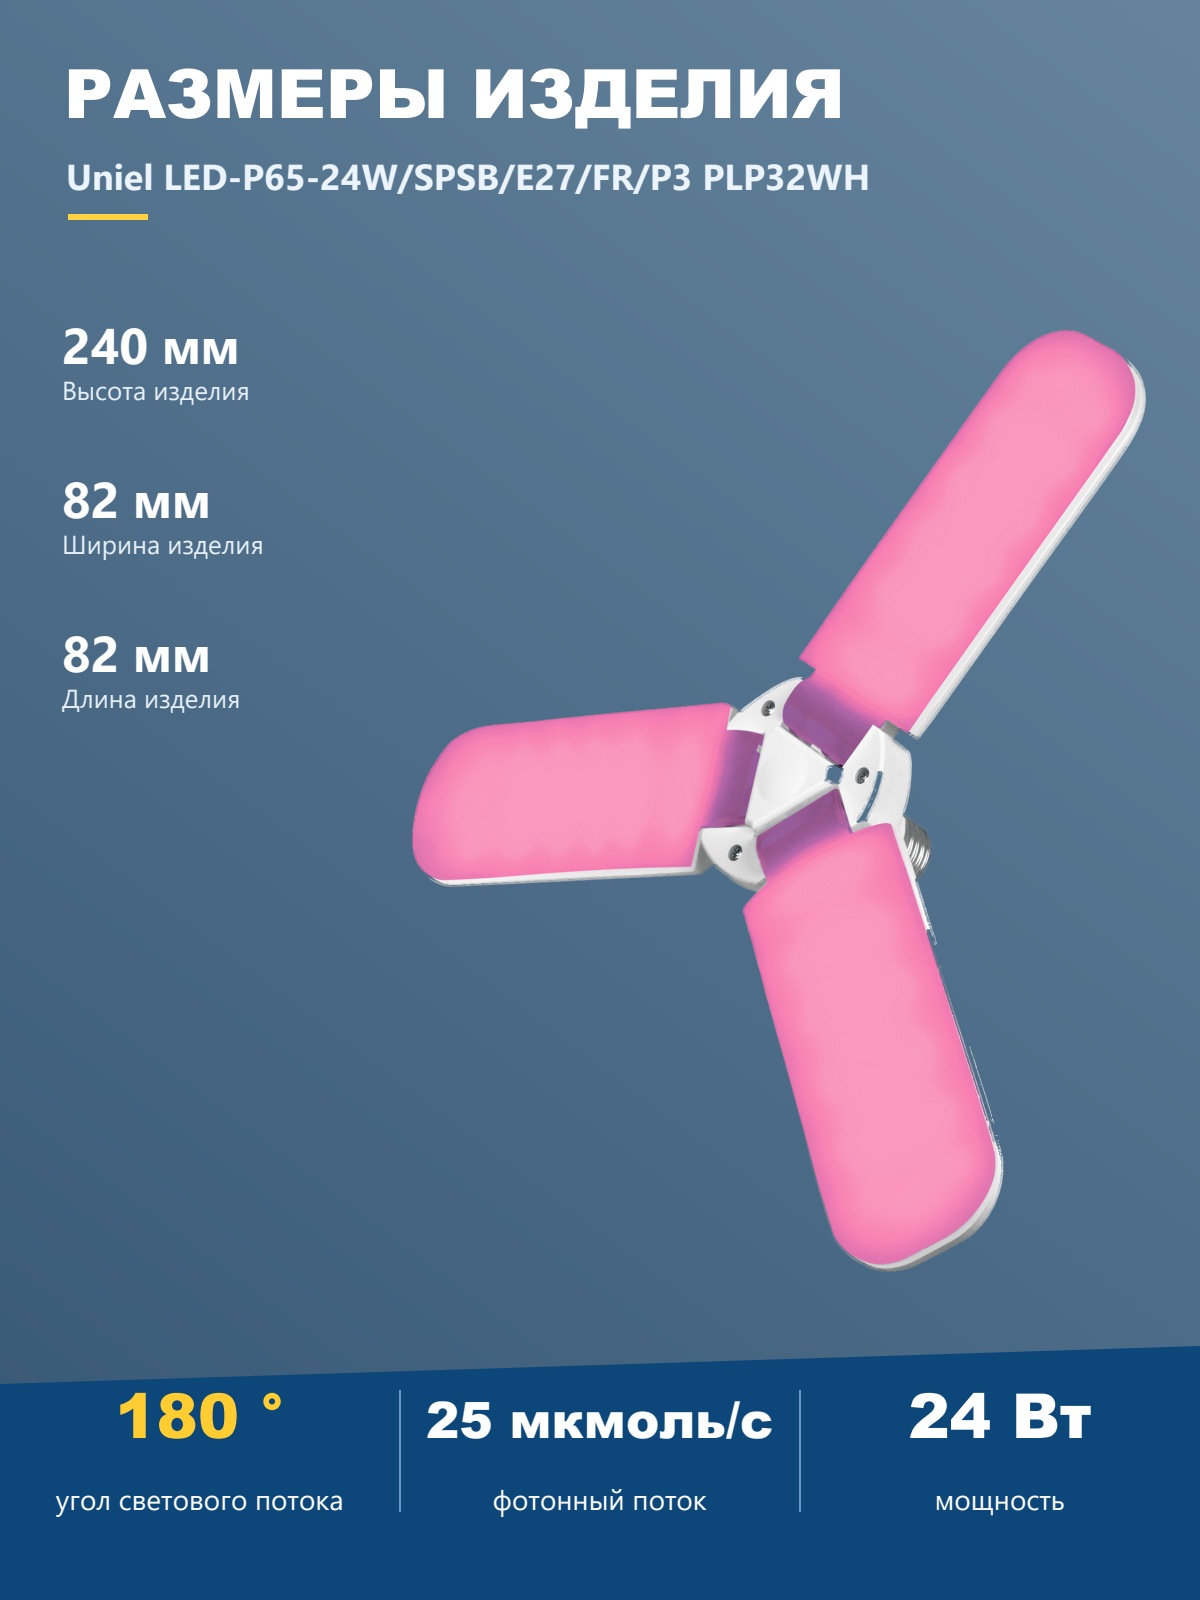 РАЗМЕРЫ ИЗДЕЛИЯ
Uniel LED-P65-24W/SPSB/E27/FR/P3 PLP32WH
240 мм
Высота изделия
82 мм
Ширина изделия
82 мм
Длина изделия
180 °
угол светового потока
25 мкмоль/с
фотонный поток
24 Вт
мощность